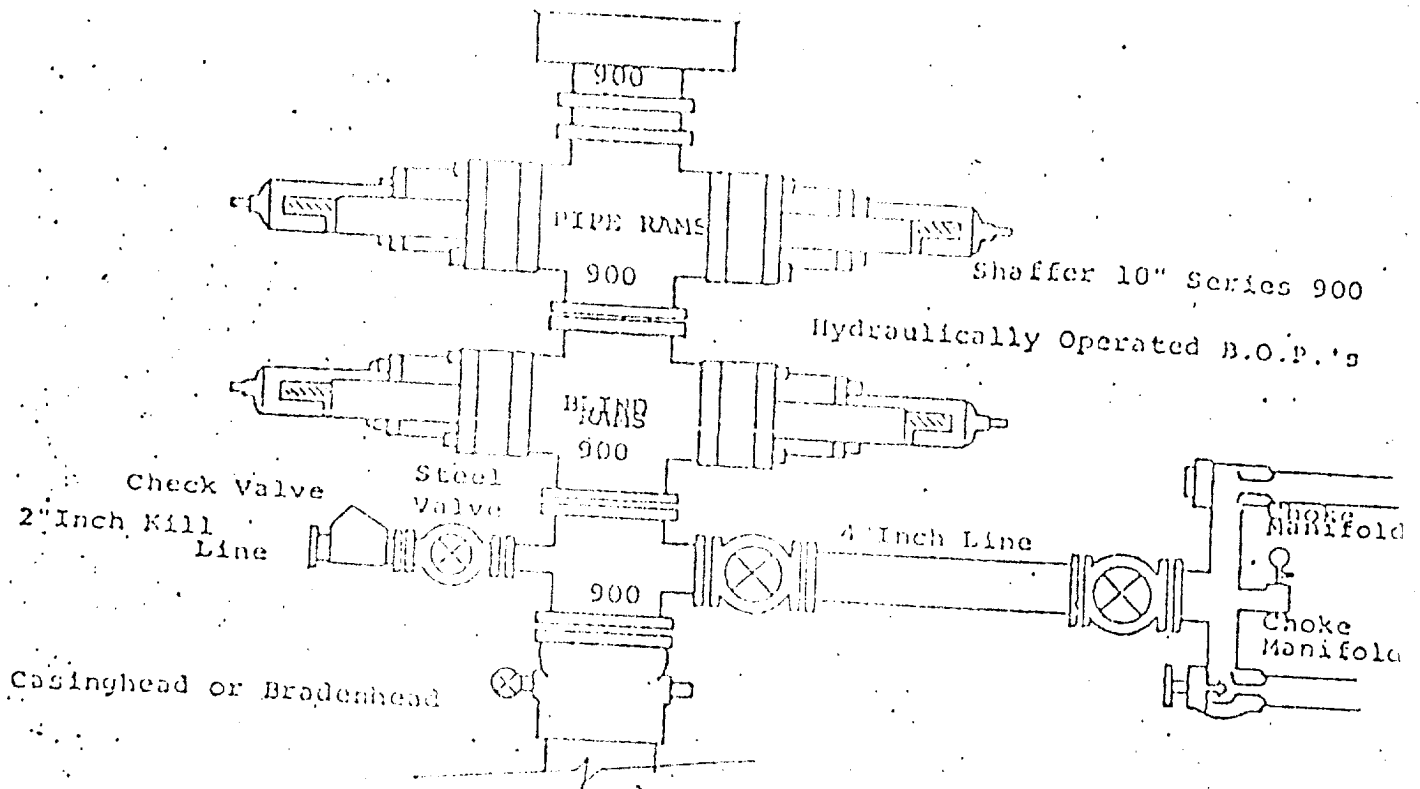 900
PIPE RAMS
900
Shaffer 10" Series 900
Hydraulically Operated B.O.P.'s
BLIND
RAMS
900
Check Valve
Steel
Valve
2"Inch Kill
Line
4"Inch Line
900
Choke
Manifold
Choke
Manifold
Casinghead or Bradenhead